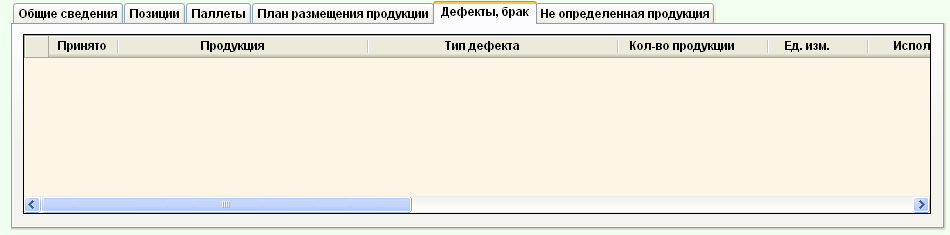 Общие сведения Позиции Паллеты План размещения продукции Дефекты, брак Не определенная продукция
Принято Продукция Тип дефекта Кол-во продукции Ед. изм. Испол